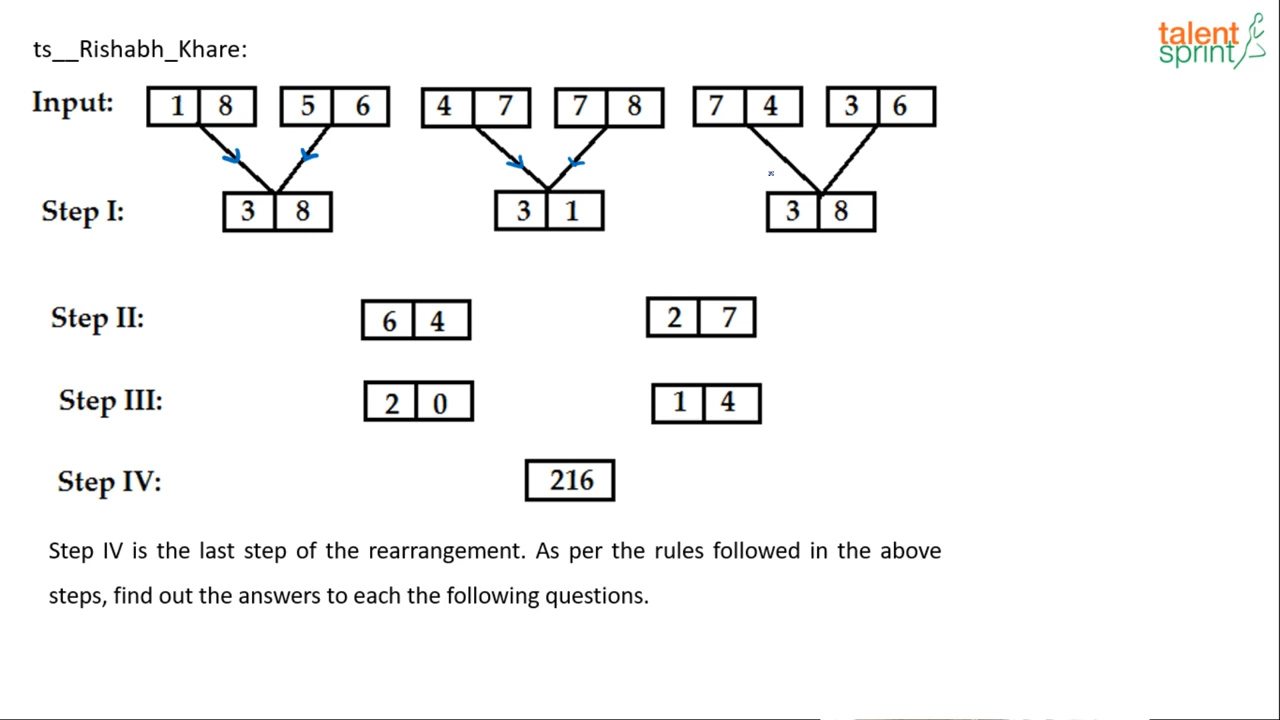 talent
sprint
ts__Rishabh_Khare:
Input: 1 8 5 6 4 7 7 8 7 4 3 6
Step I: 3 8 3 1 3 8
Step II: 6 4 2 7
Step III: 2 0 1 4
Step IV: 216
Step IV is the last step of the rearrangement. As per the rules followed in the above
steps, find out the answers to each the following questions.